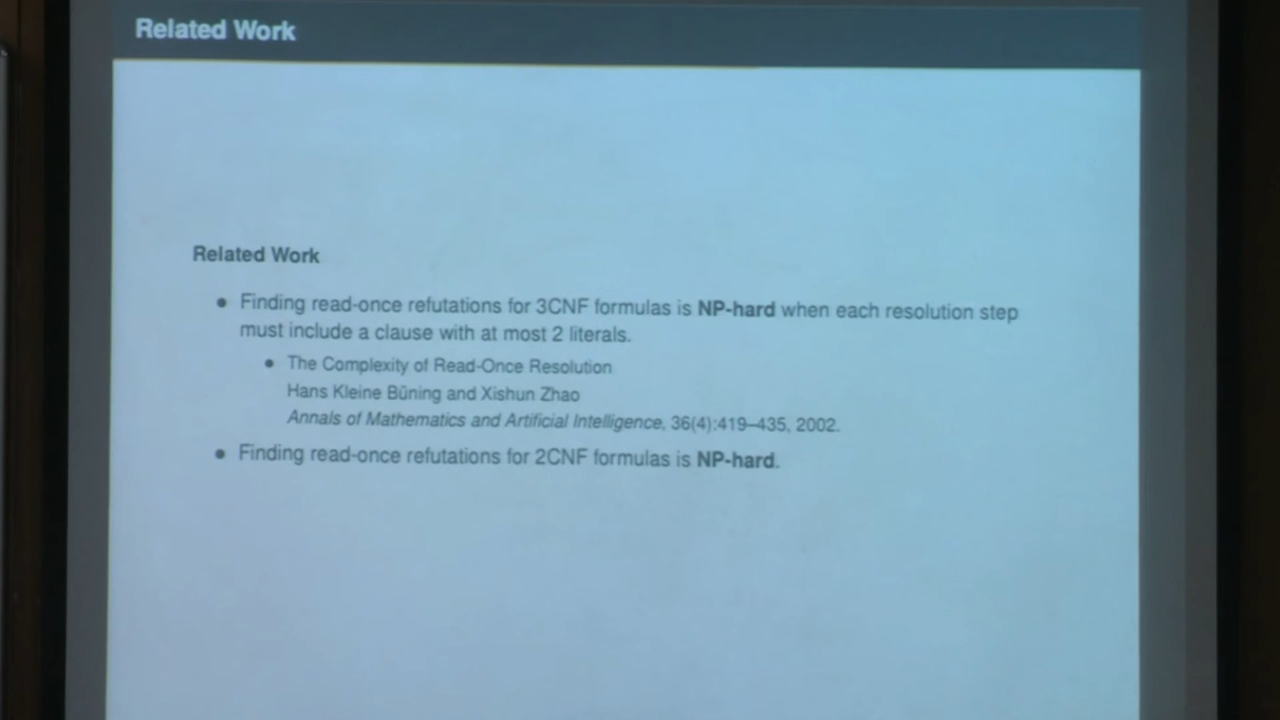 Related Work
Related Work
• Finding read-once refutations for 3CNF formulas is NP-hard when each resolution step
must include a clause with at most 2 literals.
• The Complexity of Read-Once Resolution
Hans Kleine Büning and Xishun Zhao
Annals of Mathematics and Artificial Intelligence, 36(4):419–435, 2002.
• Finding read-once refutations for 2CNF formulas is NP-hard.